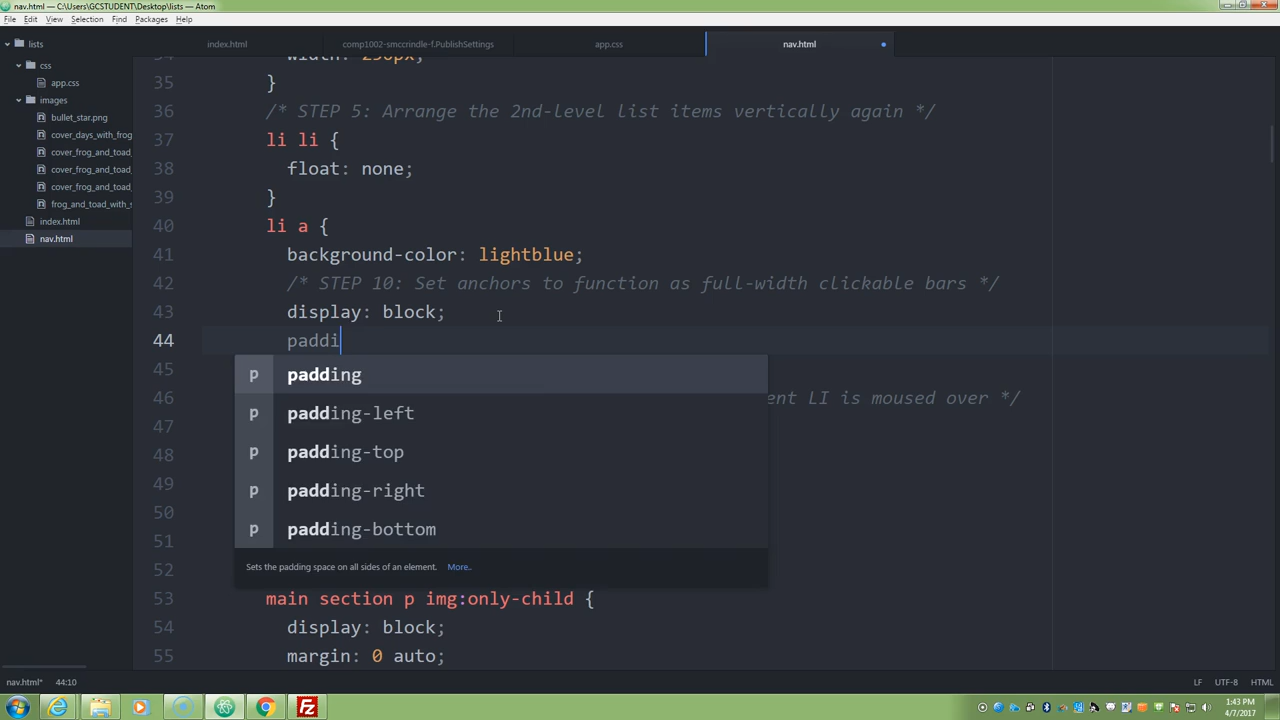 nav.html - C:\Users\GCSTUDENT\Desktop\lists - Atom
File Edit View Selection Find Packages Help
lists
css
app.css
images
bullet_star.png
cover_days_with_frog
cover_frog_and_toad_
cover_frog_and_toad_
cover_frog_and_toad_
frog_and_toad_with_s
index.html
nav.html
index.html comp1002-smccrindle-f.PublishSettings app.css nav.html
35 }
36 /* STEP 5: Arrange the 2nd-level list items vertically again */
37 li li {
38 float: none;
39 }
40 li a {
41 background-color: lightblue;
42 /* STEP 10: Set anchors to function as full-width clickable bars */
43 display: block;
44 paddi
45
46 ent LI is moused over */
47
48
49
50
51
52
53 main section p img:only-child {
54 display: block;
55 margin: 0 auto;
p padding
p padding-left
p padding-top
p padding-right
p padding-bottom
Sets the padding space on all sides of an element. More..
nav.html* 44:10 LF UTF-8 HTML
1:43 PM
4/7/2017